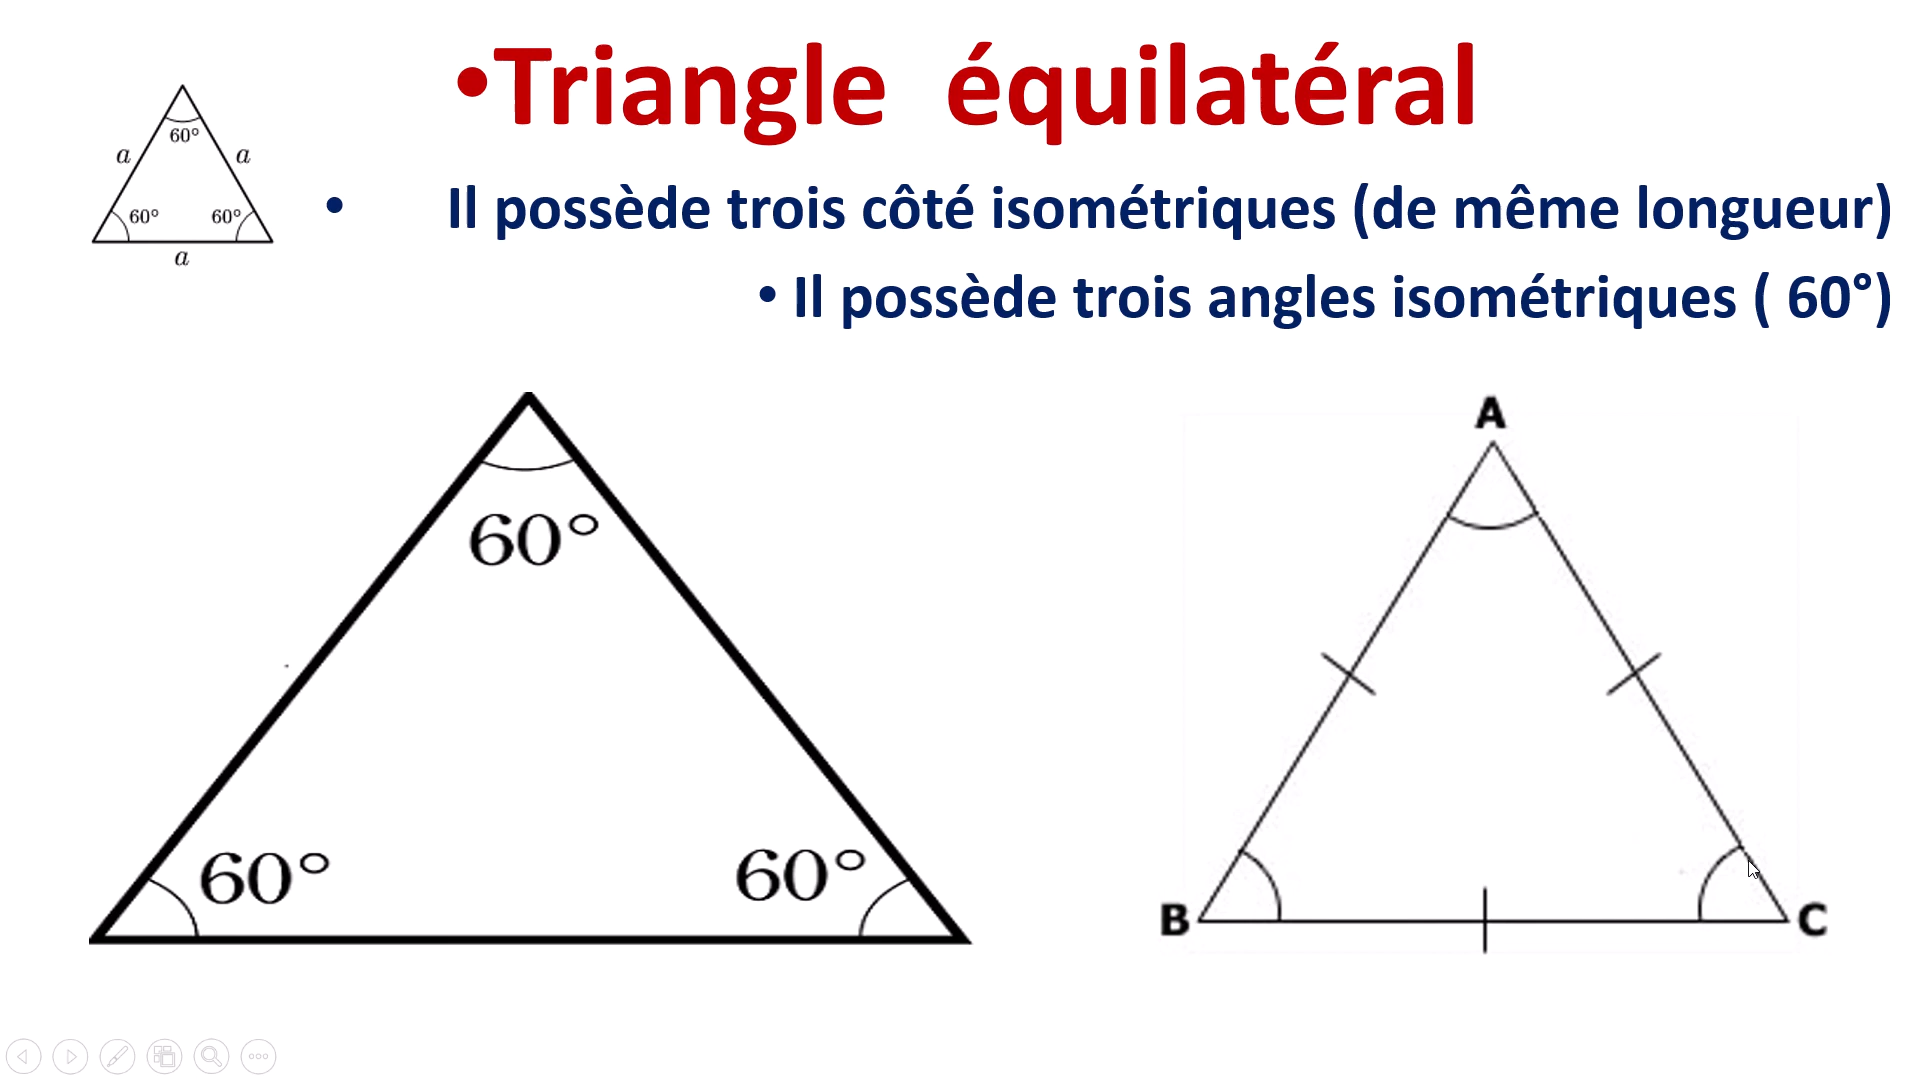 •Triangle équilatéral
• Il possède trois côté isométriques (de même longueur)
• Il possède trois angles isométriques ( 60°)
60°
a a
60° 60°
a
60°
60° 60°
A
B C